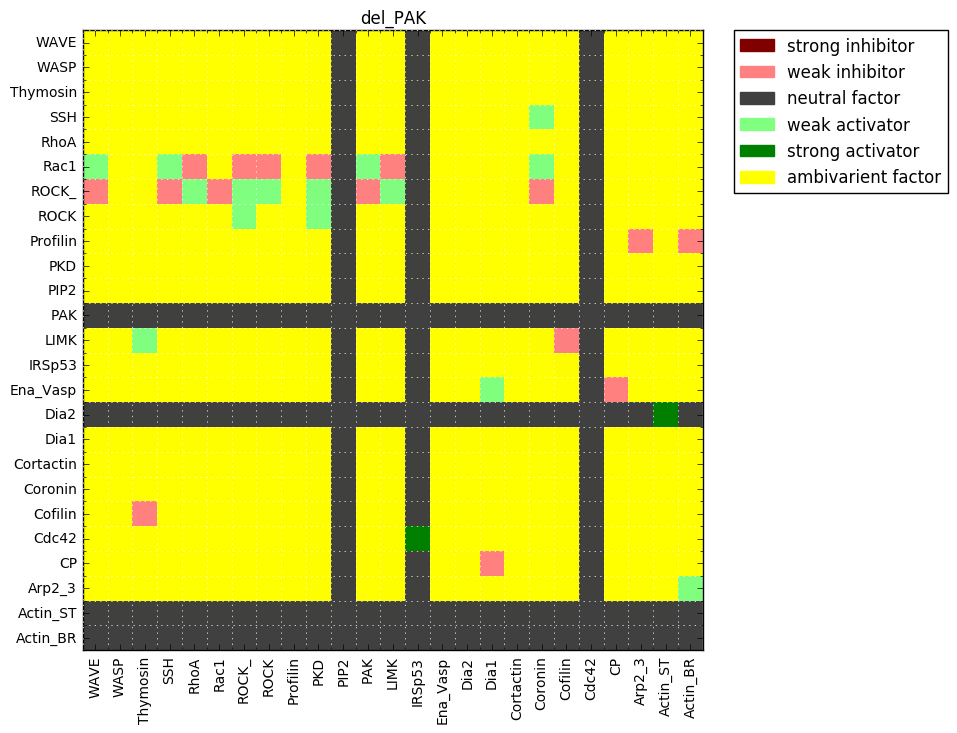 del_PAK
strong inhibitor
weak inhibitor
neutral factor
weak activator
strong activator
ambivarient factor
WAVE
WASP
Thymosin
SSH
RhoA
Rac1
ROCK_
ROCK
Profilin
PKD
PIP2
PAK
LIMK
IRSp53
Ena_Vasp
Dia2
Dia1
Cortactin
Coronin
Cofilin
Cdc42
CP
Arp2_3
Actin_ST
Actin_BR
WAVE
WASP
Thymosin
SSH
RhoA
Rac1
ROCK_
ROCK
Profilin
PKD
PIP2
PAK
LIMK
IRSp53
Ena_Vasp
Dia2
Dia1
Cortactin
Coronin
Cofilin
Cdc42
CP
Arp2_3
Actin_ST
Actin_BR